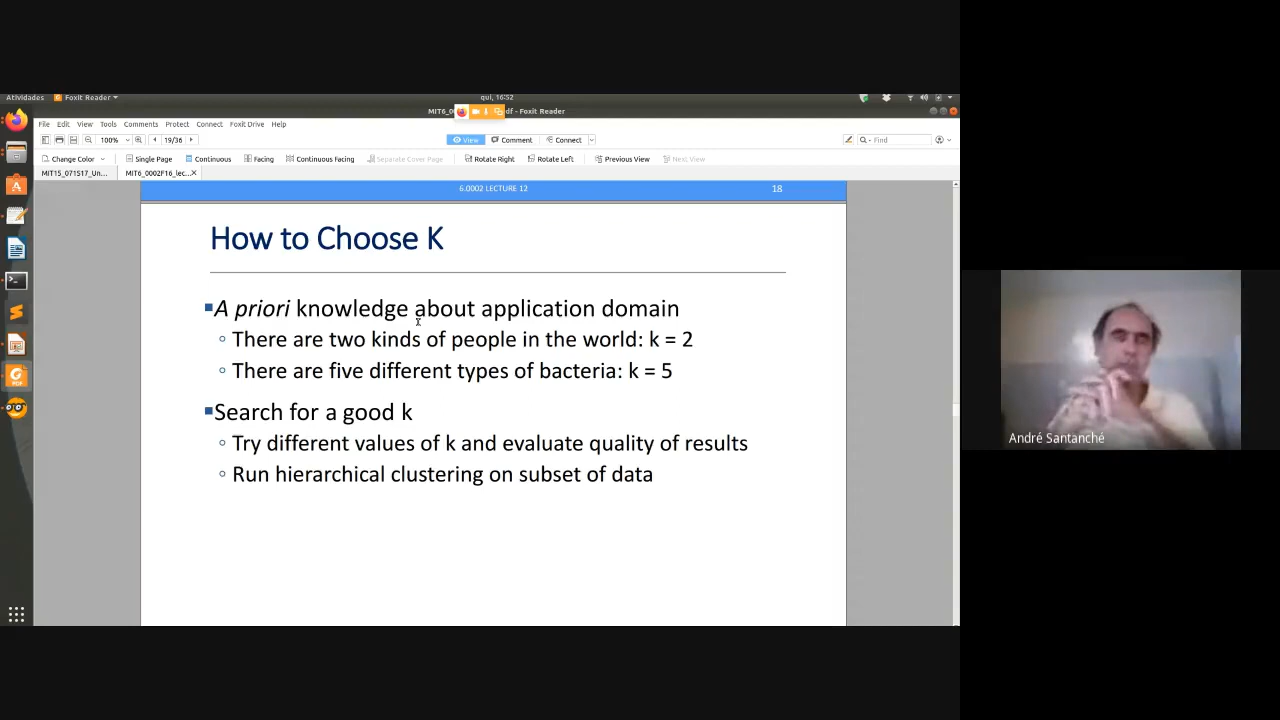 Atividades Foxit Reader qui, 16:52
MIT6_0 df - Foxit Reader
File Edit View Tools Comments Protect Connect Foxit Drive Help
100% 19/36 View Comment Connect Find
Change Color Single Page Continuous Facing Continuous Facing Separate Cover Page Rotate Right Rotate Left Previous View Next View
MIT15_071S17_Un... MIT6_0002F16_lec...
6.0002 LECTURE 12 18
How to Choose K
A priori knowledge about application domain
There are two kinds of people in the world: k = 2
There are five different types of bacteria: k = 5
Search for a good k
Try different values of k and evaluate quality of results
Run hierarchical clustering on subset of data
André Santanchè